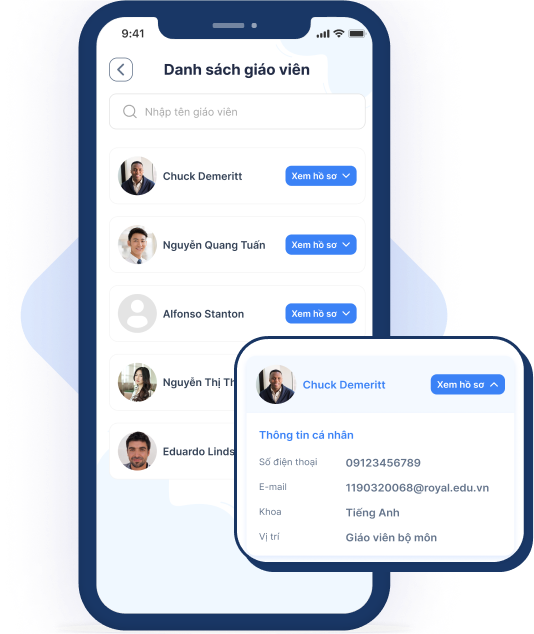 9:41
Danh sách giáo viên
Nhập tên giáo viên
Chuck Demeritt
Xem hồ sơ
Nguyễn Quang Tuấn
Xem hồ sơ
Alfonso Stanton
Xem hồ sơ
Nguyễn Thị Th
Eduardo Linds
Chuck Demeritt
Xem hồ sơ
Thông tin cá nhân
Số điện thoại 09123456789
E-mail 1190320068@royal.edu.vn
Khoa Tiếng Anh
Vị trí Giáo viên bộ môn